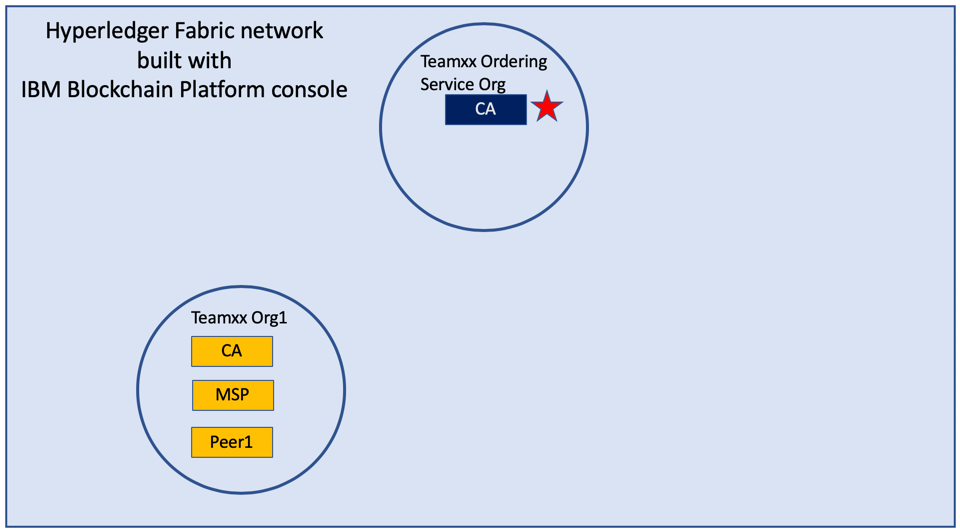 Hyperledger Fabric network
built with
IBM Blockchain Platform console
Teamxx Ordering
Service Org
CA
Teamxx Org1
CA
MSP
Peer1